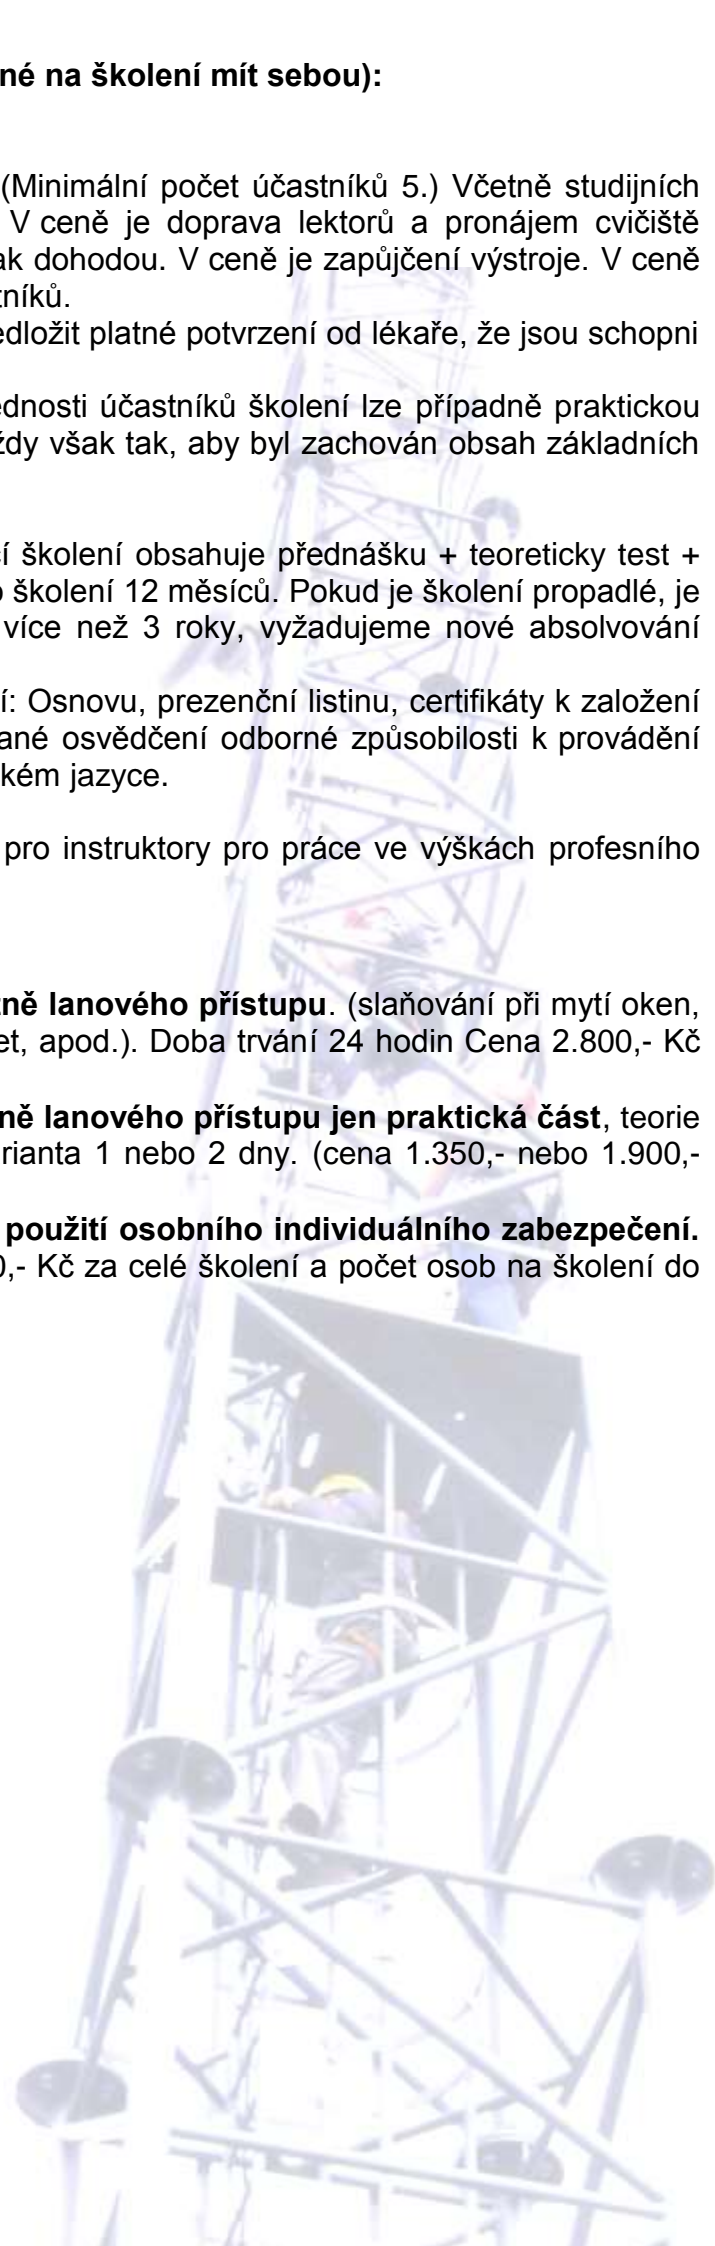 né na školení mít sebou):
(Minimální počet účastníků 5.) Včetně studijních
V ceně je doprava lektorů a pronájem cvičiště
ak dohodou. V ceně je zapůjčení výstroje. V ceně
tníků.
edložit platné potvrzení od lékaře, že jsou schopni
ednosti účastníků školení lze případně praktickou
ždy však tak, aby byl zachován obsah základních
cí školení obsahuje přednášku + teoreticky test +
o školení 12 měsíců. Pokud je školení propadlé, je
více než 3 roky, vyžadujeme nové absolvování
í: Osnovu, prezenční listinu, certifikáty k založení
ané osvědčení odborné způsobilosti k provádění
kém jazyce.
pro instruktory pro práce ve výškách profesního
tně lanového přístupu. (slaňování při mytí oken,
et, apod.). Doba trvání 24 hodin Cena 2.800,- Kč
ně lanového přístupu jen praktická část, teorie
rianta 1 nebo 2 dny. (cena 1.350,- nebo 1.900,-
použití osobního individuálního zabezpečení.
0,- Kč za celé školení a počet osob na školení do